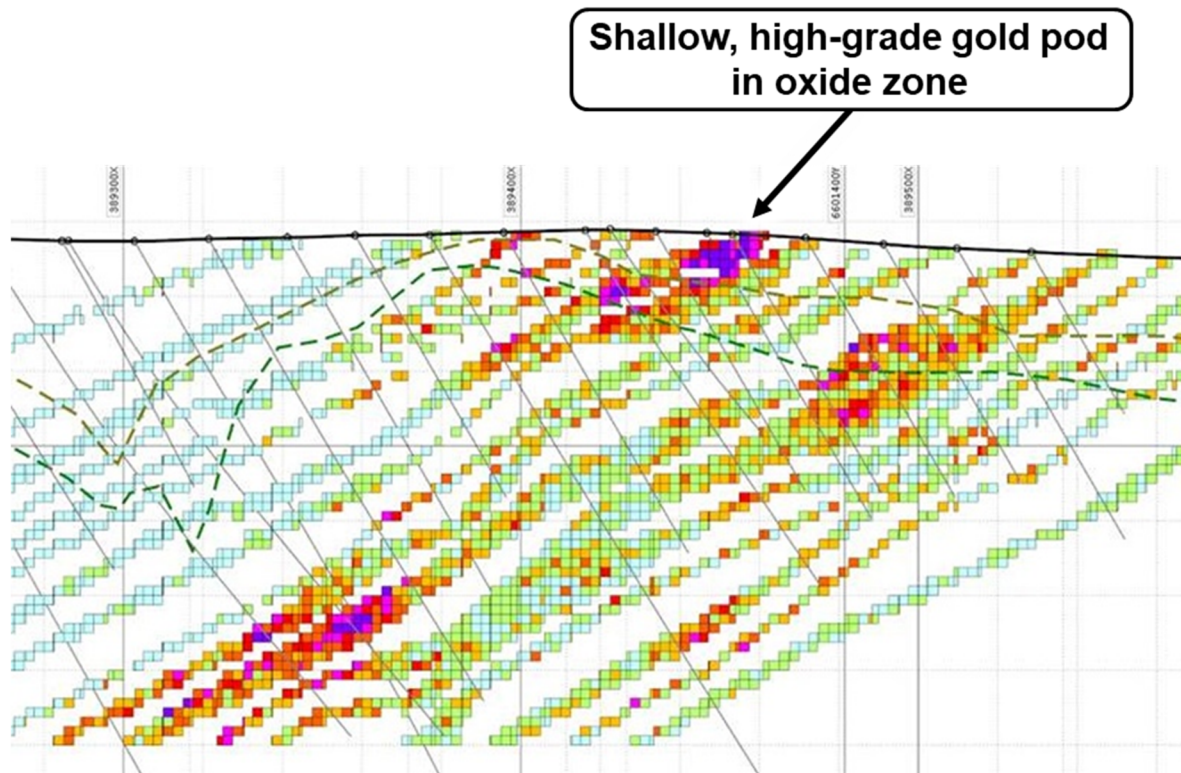 Shallow, high-grade gold pod
in oxide zone
389300X
389400X
6601400Y
389500X